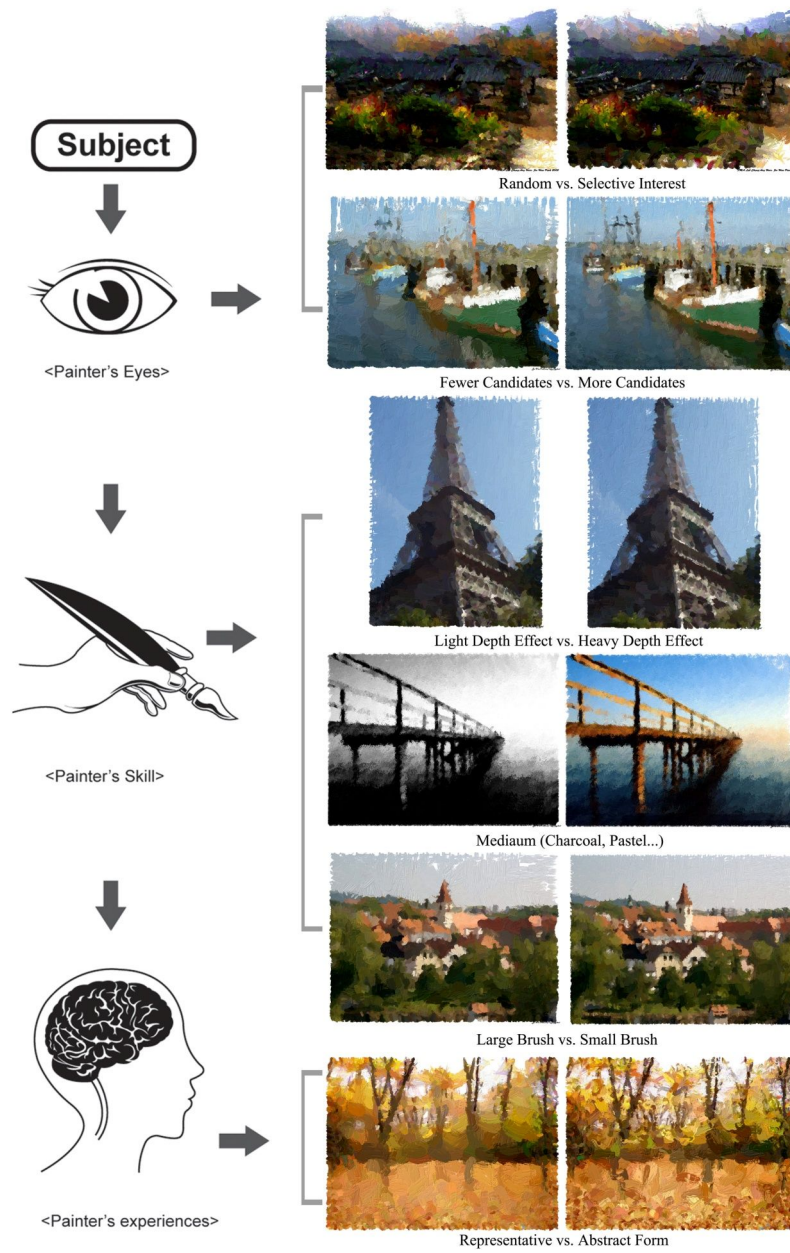 Subject
Random vs. Selective Interest
<Painter's Eyes>
Fewer Candidates vs. More Candidates
Light Depth Effect vs. Heavy Depth Effect
<Painter's Skill>
Mediaum (Charcoal, Pastel...)
Large Brush vs. Small Brush
<Painter's experiences>
Representative vs. Abstract Form